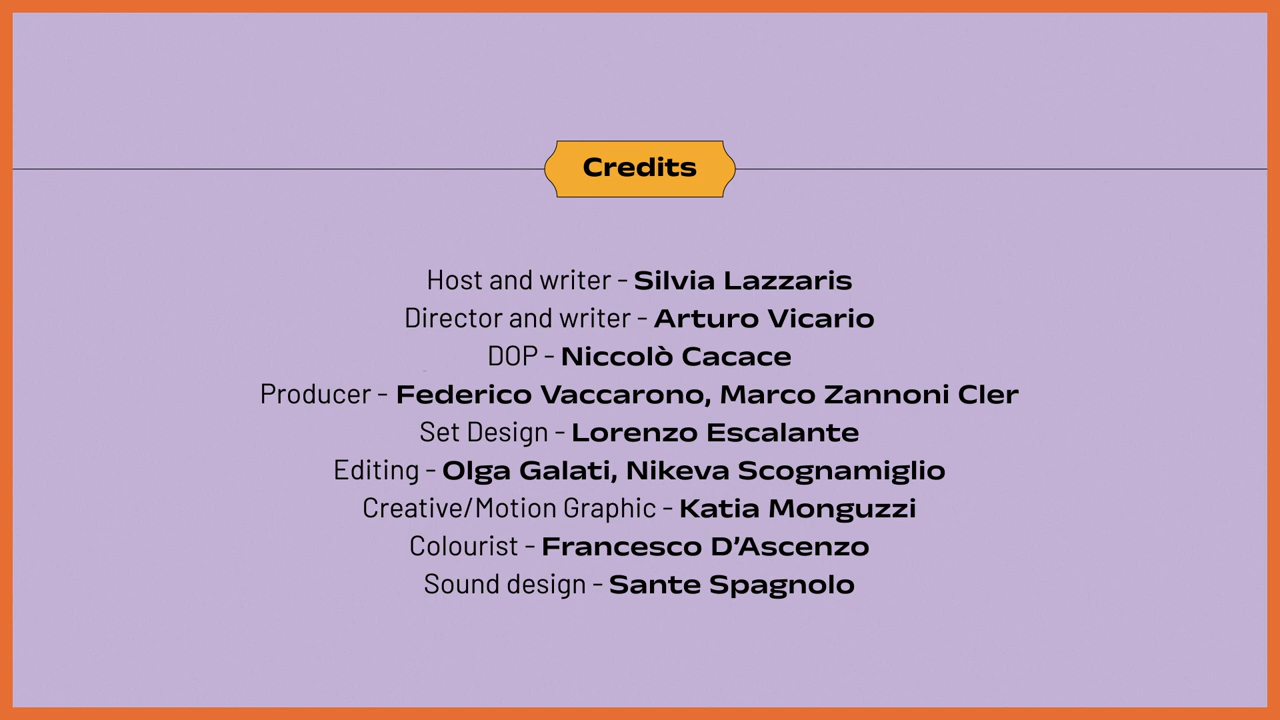 Credits
Host and writer - Silvia Lazzaris
Director and writer - Arturo Vicario
DOP - Niccolò Cacace
Producer - Federico Vaccarono, Marco Zannoni Cler
Set Design - Lorenzo Escalante
Editing - Olga Galati, Nikeva Scognamiglio
Creative/Motion Graphic - Katia Monguzzi
Colourist - Francesco D’Ascenzo
Sound design - Sante Spagnolo